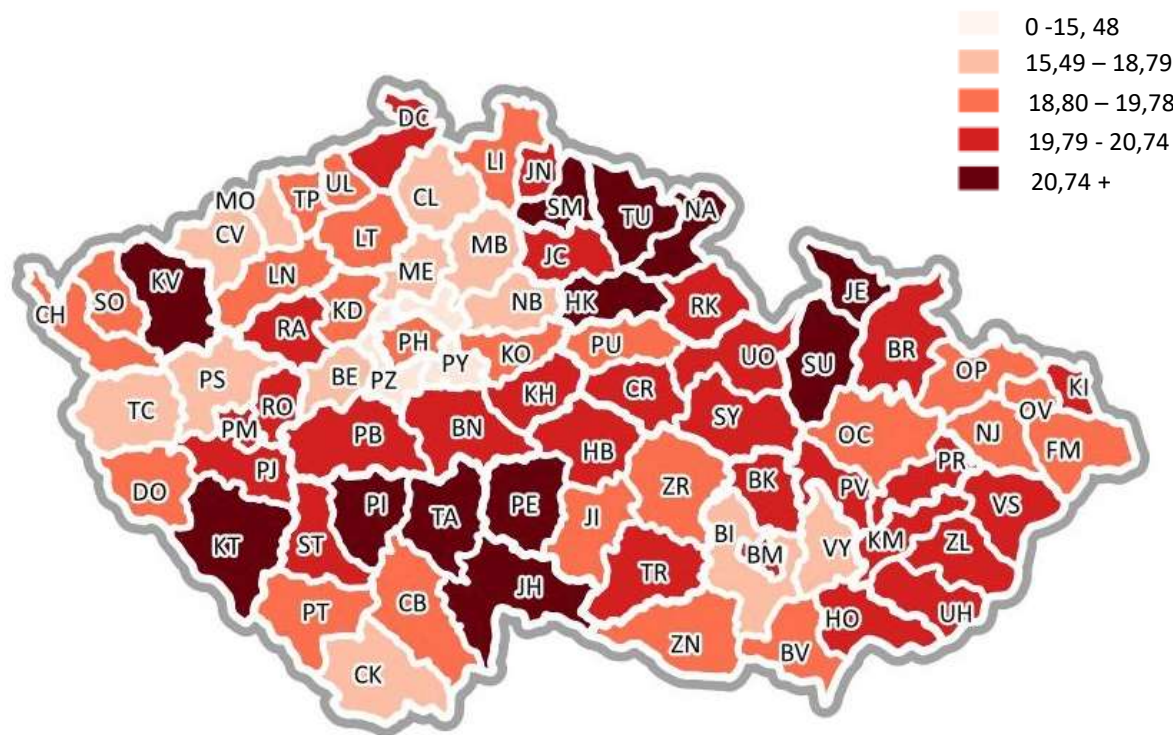 0 -15, 48
15,49 – 18,79
18,80 – 19,78
19,79 - 20,74
20,74 +
DC
LI
JN
UL
TP
MO
CL
SM
TU
NA
CV
LT
MB
JC
ME
KV
LN
SO
CH
KD
NB
HK
RK
JE
RA
PH
KO
PU
UO
SU
BR
PY
PZ
BE
PS
TC
RO
KH
CR
SY
OP
KI
OV
PM
PB
BN
HB
OC
NJ
FM
PJ
DO
ZR
BK
PR
PV
VS
KT
ST
PI
TA
PE
JI
BI
BM
VY
KM
ZL
TR
JH
CB
PT
HO
UH
ZN
BV
CK